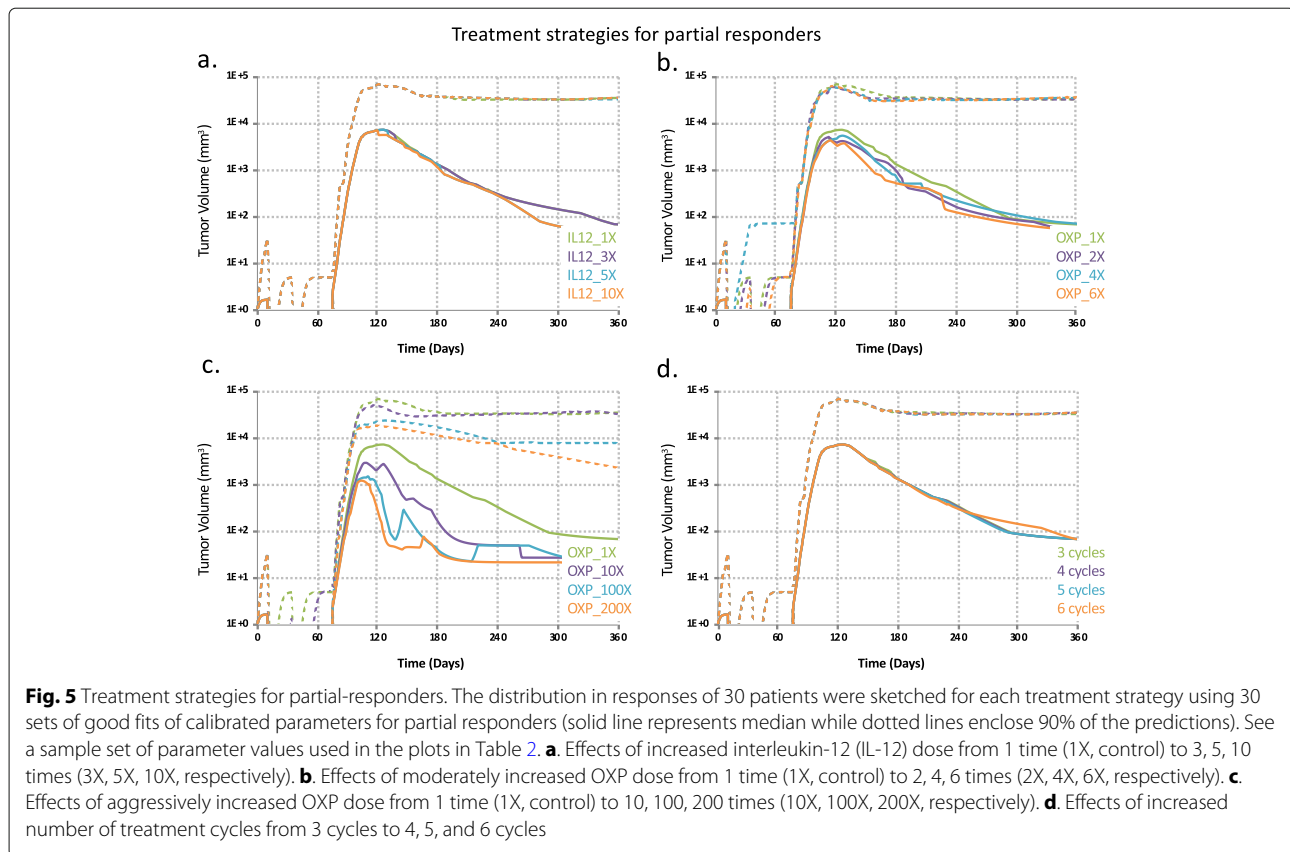 Treatment strategies for partial responders
a.
1E+5
1E+4
1E+3
1E+2
1E+1
1E+0
Tumor Volume (mm³)
0 60 120 180 240 300 360
Time (Days)
IL12_1X
IL12_3X
IL12_5X
IL12_10X
b.
1E+5
1E+4
1E+3
1E+2
1E+1
1E+0
Tumor Volume (mm³)
0 60 120 180 240 300 360
Time (Days)
OXP_1X
OXP_2X
OXP_4X
OXP_6X
c.
1E+5
1E+4
1E+3
1E+2
1E+1
1E+0
Tumor Volume (mm³)
0 60 120 180 240 300 360
Time (Days)
OXP_1X
OXP_10X
OXP_100X
OXP_200X
d.
1E+5
1E+4
1E+3
1E+2
1E+1
1E+0
Tumor Volume (mm³)
0 60 120 180 240 300 360
Time (Days)
3 cycles
4 cycles
5 cycles
6 cycles
Fig. 5 Treatment strategies for partial-responders. The distribution in responses of 30 patients were sketched for each treatment strategy using 30
sets of good fits of calibrated parameters for partial responders (solid line represents median while dotted lines enclose 90% of the predictions). See
a sample set of parameter values used in the plots in Table 2. a. Effects of increased interleukin-12 (IL-12) dose from 1 time (1X, control) to 3, 5, 10
times (3X, 5X, 10X, respectively). b. Effects of moderately increased OXP dose from 1 time (1X, control) to 2, 4, 6 times (2X, 4X, 6X, respectively). c.
Effects of aggressively increased OXP dose from 1 time (1X, control) to 10, 100, 200 times (10X, 100X, 200X, respectively). d. Effects of increased
number of treatment cycles from 3 cycles to 4, 5, and 6 cycles